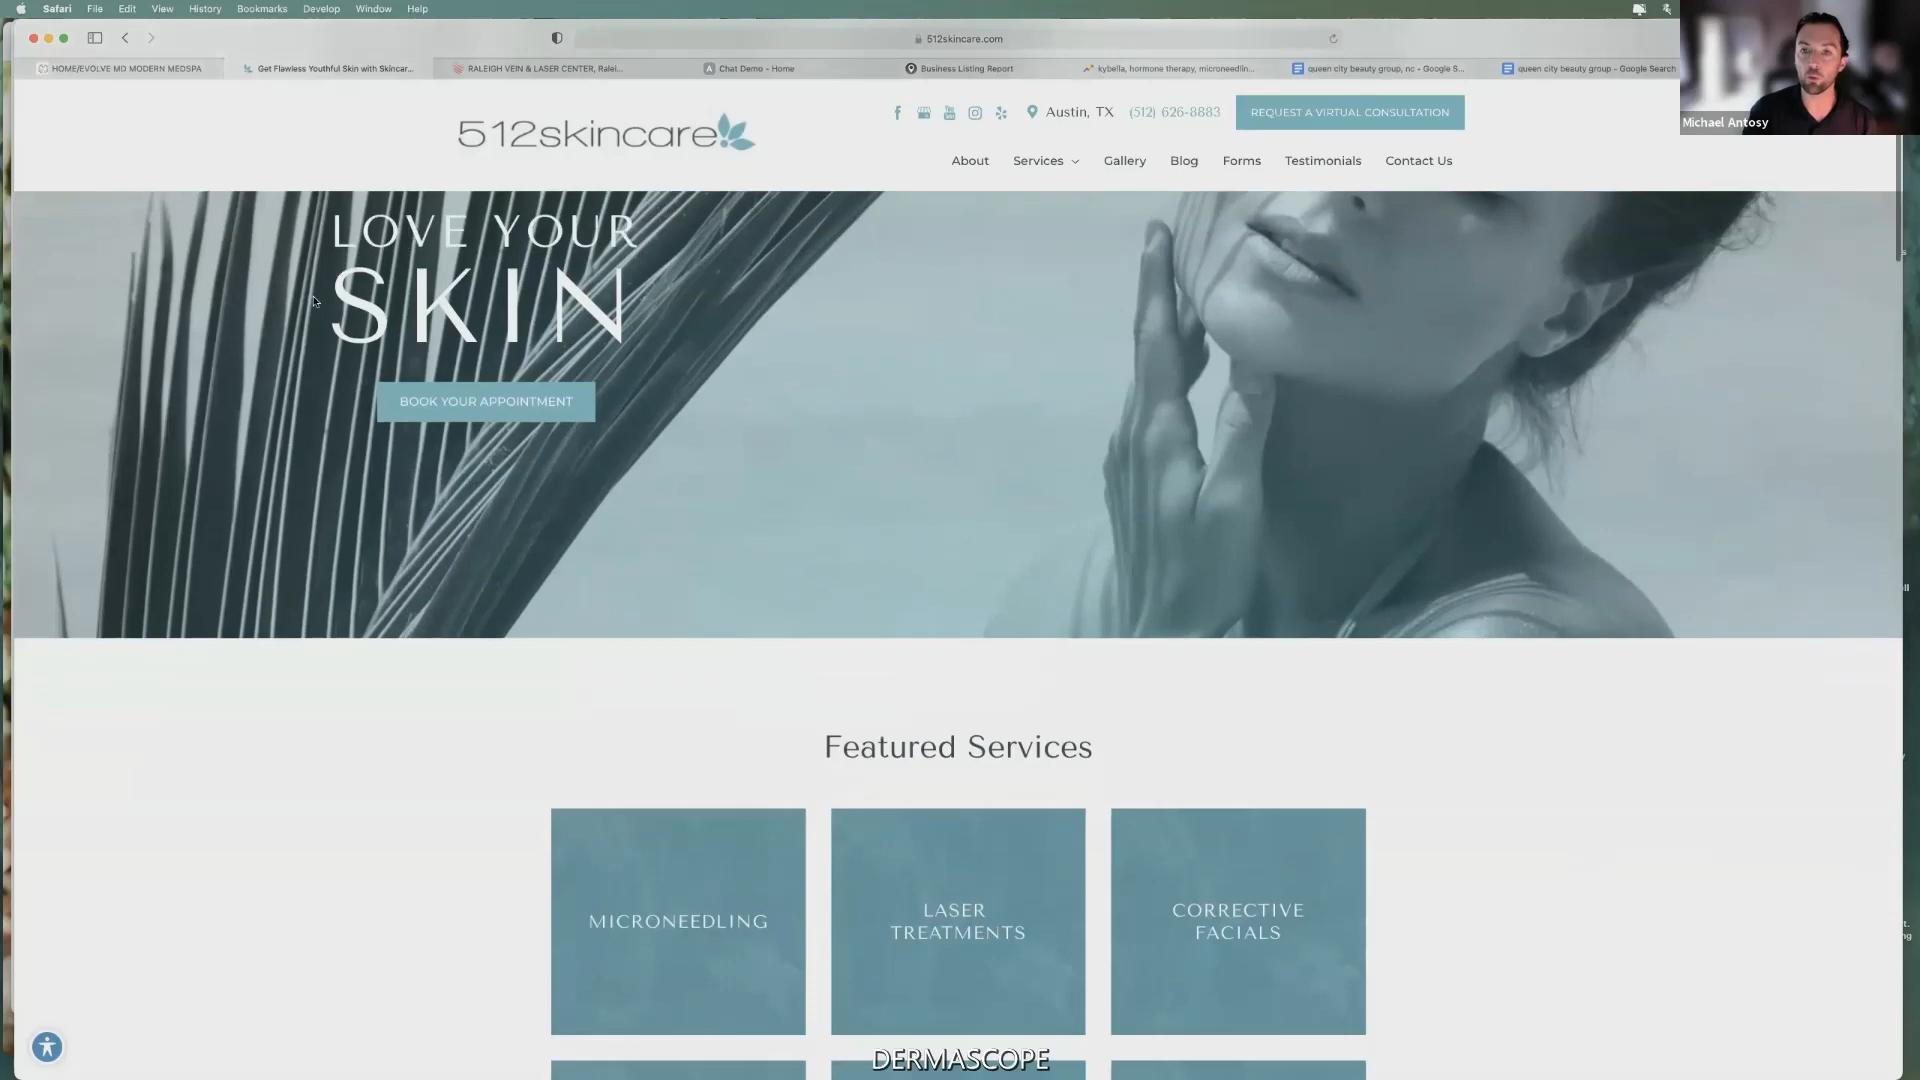 Safari File Edit View History Bookmarks Develop Window Help
512skincare.com
HOME/EVOLVE MD MODERN MEDSPA
Get Flawless Youthful Skin with Skincar...
RALEIGH VEIN & LASER CENTER, Ralei...
Chat Demo - Home
Business Listing Report
kybella, hormone therapy, microneedlin...
queen city beauty group, nc - Google S...
queen city beauty group - Google Search
Michael Antosy
512skincare
Austin, TX (512) 626-8883
REQUEST A VIRTUAL CONSULTATION
About Services Gallery Blog Forms Testimonials Contact Us
LOVE YOUR
SKIN
BOOK YOUR APPOINTMENT
Featured Services
MICRONEEDLING
LASER
TREATMENTS
CORRECTIVE
FACIALS
DERMASCOPE